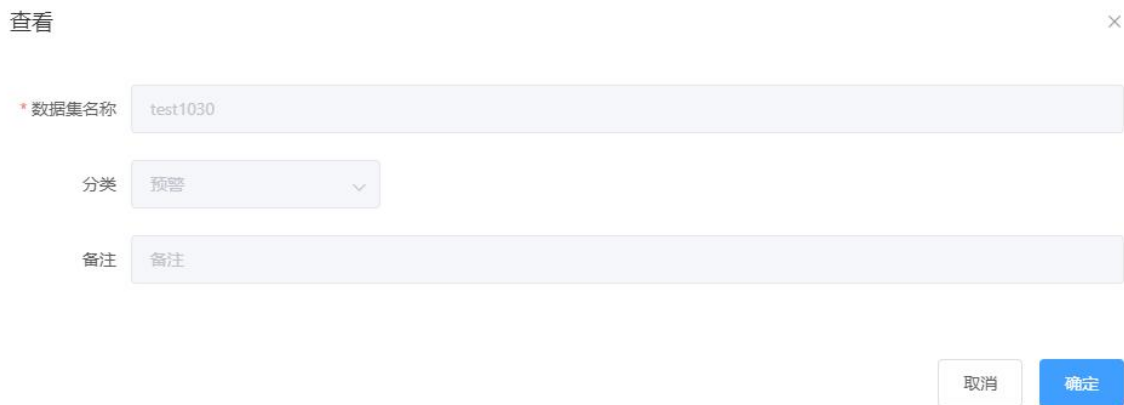 查看
* 数据集名称 test1030
分类 预警
备注 备注
取消 确定